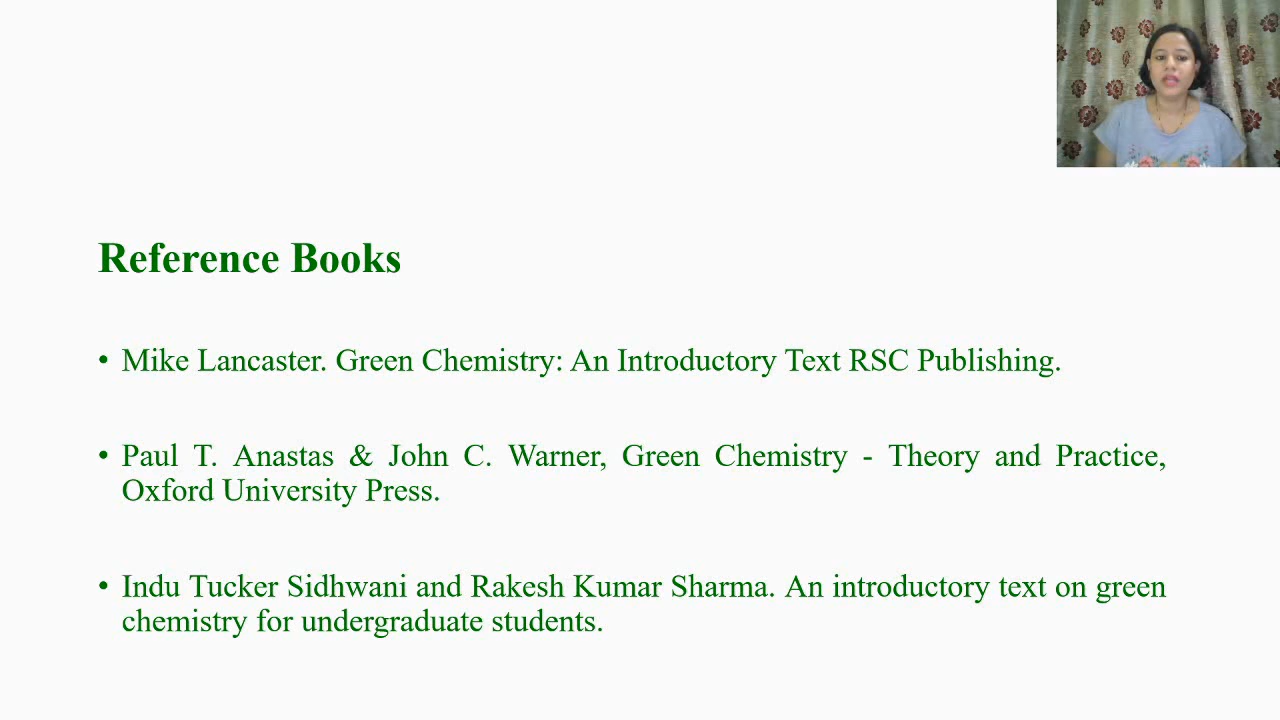 Reference Books
• Mike Lancaster. Green Chemistry: An Introductory Text RSC Publishing.
• Paul T. Anastas & John C. Warner, Green Chemistry - Theory and Practice,
Oxford University Press.
• Indu Tucker Sidhwani and Rakesh Kumar Sharma. An introductory text on green
chemistry for undergraduate students.